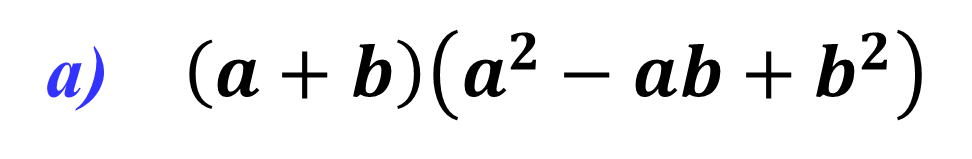 a) (a + b)(a² − ab + b²)